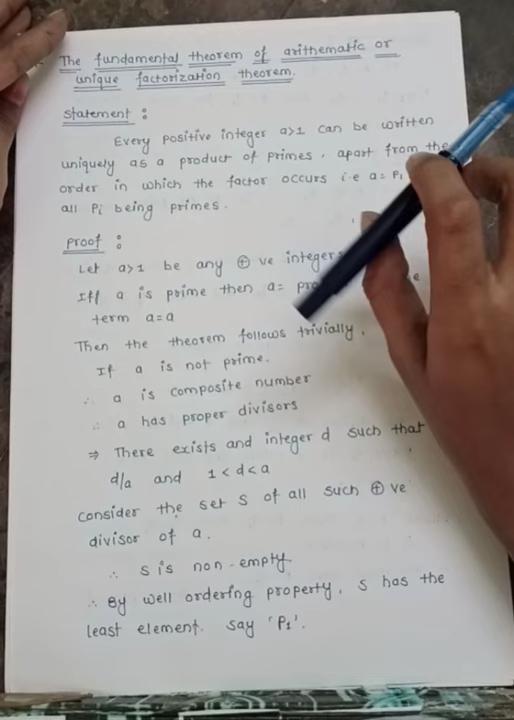 The fundamental theorem of arithematic or
unique factorization theorem.
Statement :
Every positive integer a>1 can be written
uniquely as a product of primes, apart from the
order in which the factor occurs i.e a= P₁
all Pᵢ being primes.
Proof :
Let a>1 be any ⊕ ve integers
Iff a is prime then a=
term a=a
Then the theorem follows trivially.
If a is not prime.
∴ a is composite number
∴ a has proper divisors
⇒ There exists and integer d such that
d/a and 1<d<a
consider the set S of all such ⊕ ve
divisor of a.
∴ S is non-empty
∴ By well ordering property, S has the
least element. say 'P₁'.